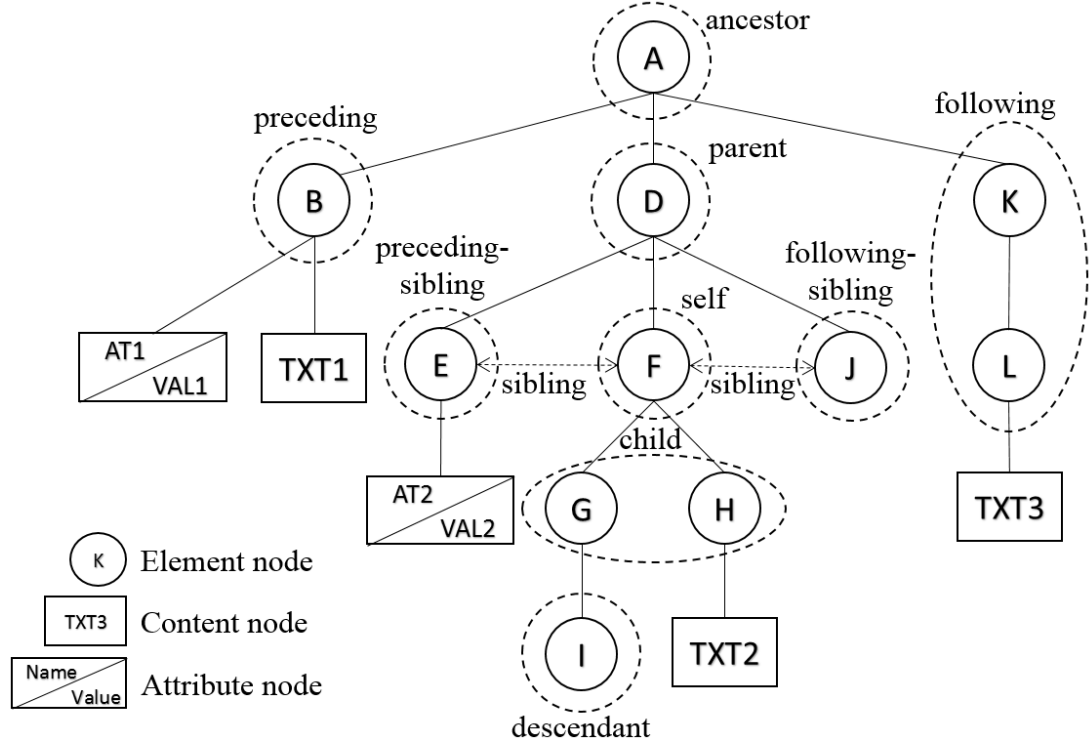 ancestor
A
preceding
following
parent
B
D
K
preceding-
sibling
following-
sibling
self
AT1
VAL1
TXT1
E
F
J
L
sibling
sibling
child
AT2
VAL2
G
H
TXT3
K
Element node
TXT3
Content node
I
TXT2
Name
Value
Attribute node
descendant